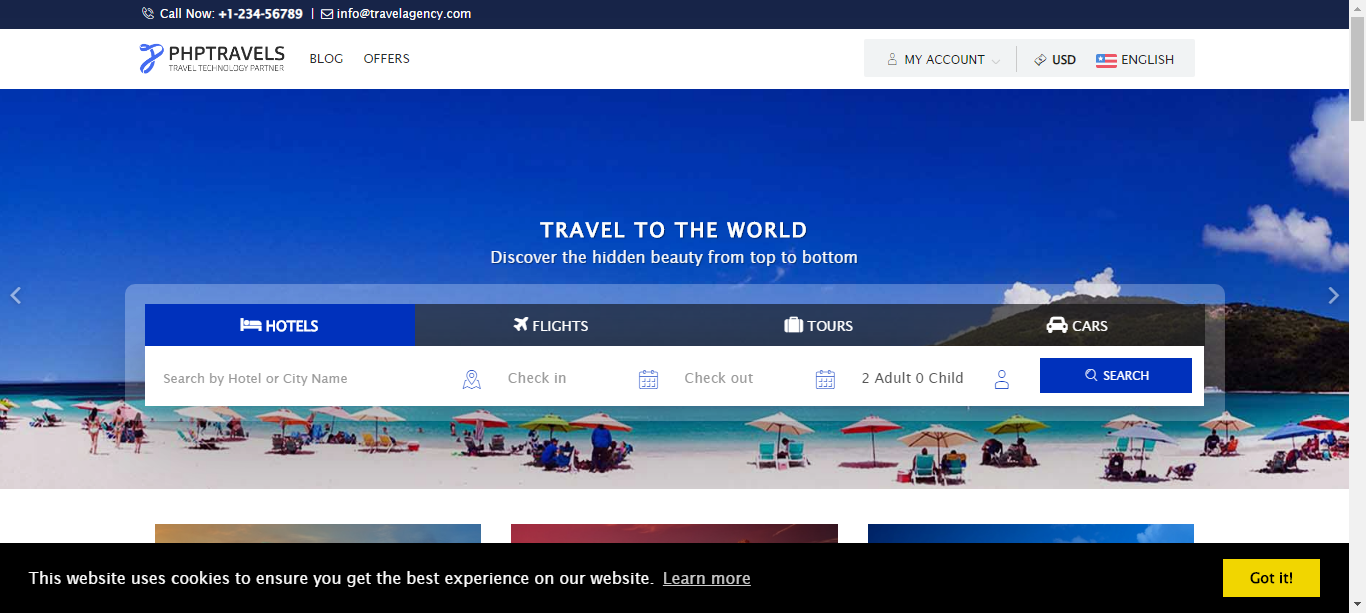 Call Now: +1-234-56789 | info@travelagency.com
PHPTRAVELS
TRAVEL TECHNOLOGY PARTNER
BLOG OFFERS
MY ACCOUNT USD ENGLISH
TRAVEL TO THE WORLD
Discover the hidden beauty from top to bottom
HOTELS FLIGHTS TOURS CARS
Search by Hotel or City Name Check in Check out 2 Adult 0 Child SEARCH
This website uses cookies to ensure you get the best experience on our website. Learn more Got it!